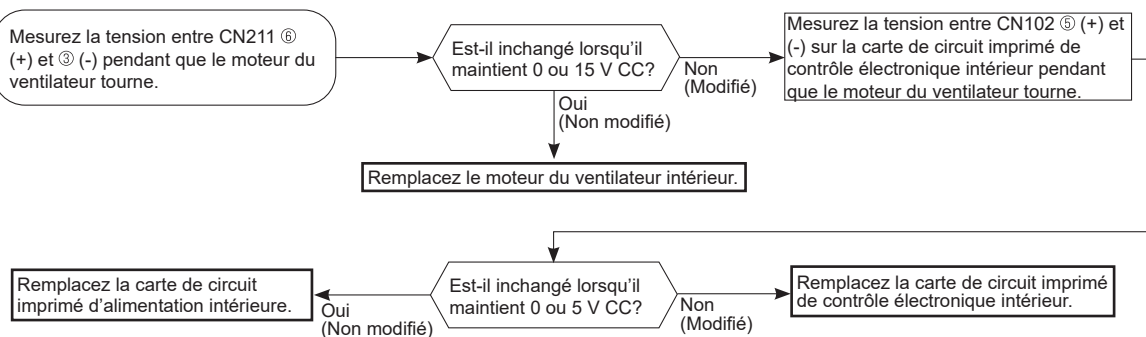 Mesurez la tension entre CN211 ⑥
(+) et ③ (-) pendant que le moteur du
ventilateur tourne.
Est-il inchangé lorsqu'il
maintient 0 ou 15 V CC?
Non
(Modifié)
Mesurez la tension entre CN102 ⑤ (+) et
(-) sur la carte de circuit imprimé de
contrôle électronique intérieur pendant
que le moteur du ventilateur tourne.
Oui
(Non modifié)
Remplacez le moteur du ventilateur intérieur.
Remplacez la carte de circuit
imprimé d'alimentation intérieure.
Oui
(Non modifié)
Est-il inchangé lorsqu'il
maintient 0 ou 5 V CC?
Non
(Modifié)
Remplacez la carte de circuit imprimé
de contrôle électronique intérieur.